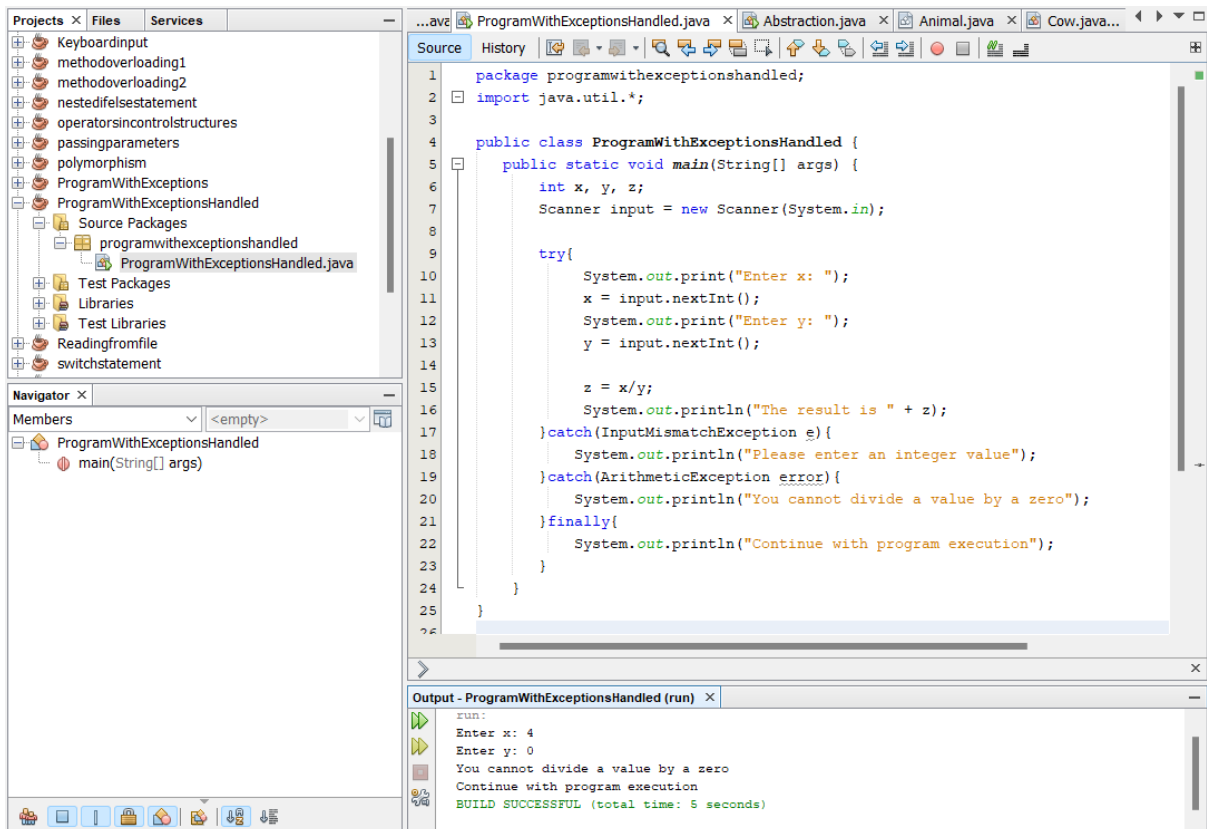 Projects × Files Services
Keyboardinput
methodoverloading1
methodoverloading2
nestedifelsestatement
operatorsincontrolstructures
passingparameters
polymorphism
ProgramWithExceptions
ProgramWithExceptionsHandled
Source Packages
programwithexceptionshandled
ProgramWithExceptionsHandled.java
Test Packages
Libraries
Test Libraries
Readingfromfile
switchstatement
Navigator ×
Members <empty>
ProgramWithExceptionsHandled
main(String[] args)
...ava ProgramWithExceptionsHandled.java × Abstraction.java × Animal.java × Cow.java...
Source History
1 package programwithexceptionshandled;
2 import java.util.*;
3
4 public class ProgramWithExceptionsHandled {
5 public static void main(String[] args) {
6 int x, y, z;
7 Scanner input = new Scanner(System.in);
8
9 try{
10 System.out.print("Enter x: ");
11 x = input.nextInt();
12 System.out.print("Enter y: ");
13 y = input.nextInt();
14
15 z = x/y;
16 System.out.println("The result is " + z);
17 }catch(InputMismatchException e){
18 System.out.println("Please enter an integer value");
19 }catch(ArithmeticException error){
20 System.out.println("You cannot divide a value by a zero");
21 }finally{
22 System.out.println("Continue with program execution");
23 }
24 }
25 }
26
Output - ProgramWithExceptionsHandled (run) ×
run:
Enter x: 4
Enter y: 0
You cannot divide a value by a zero
Continue with program execution
BUILD SUCCESSFUL (total time: 5 seconds)